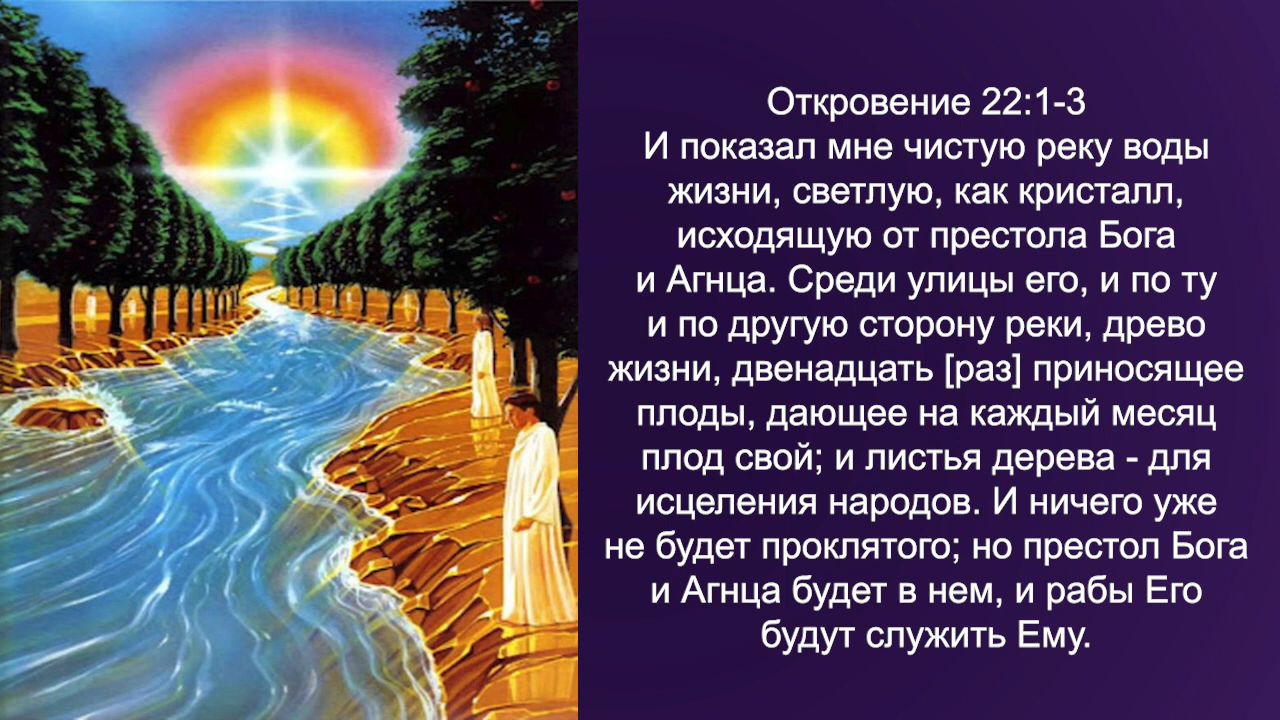 Откровение 22:1-3
И показал мне чистую реку воды
жизни, светлую, как кристалл,
исходящую от престола Бога
и Агнца. Среди улицы его, и по ту
и по другую сторону реки, древо
жизни, двенадцать [раз] приносящее
плоды, дающее на каждый месяц
плод свой; и листья дерева - для
исцеления народов. И ничего уже
не будет проклятого; но престол Бога
и Агнца будет в нем, и рабы Его
будут служить Ему.